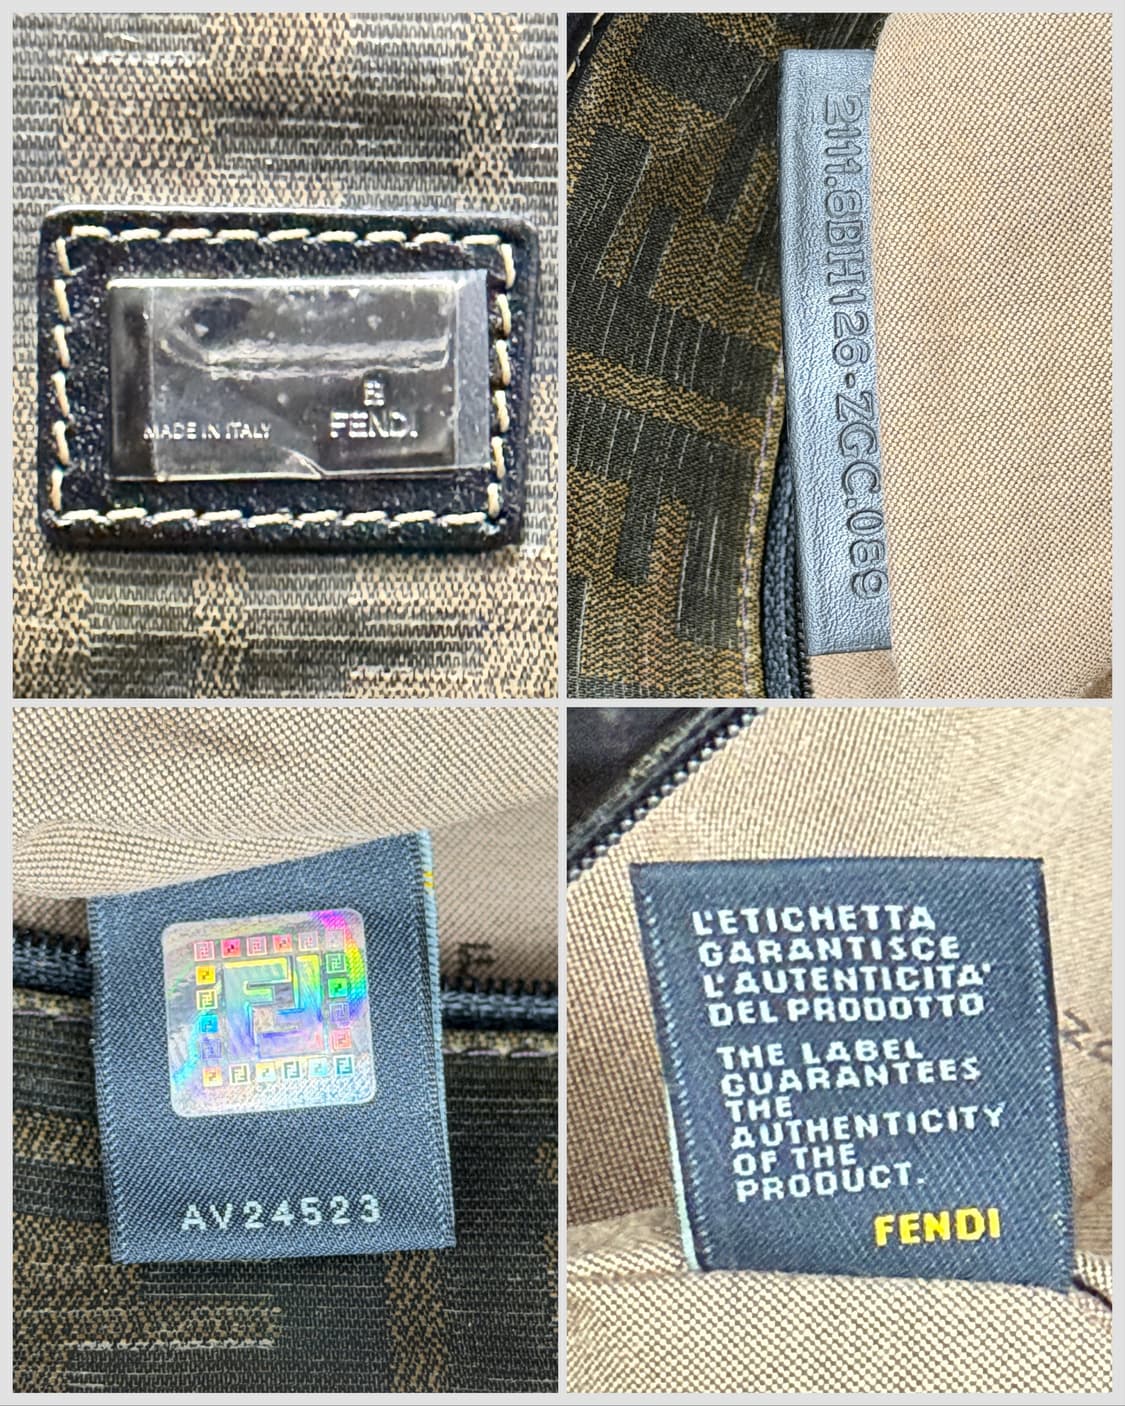 MADE IN ITALY
FENDI
2111.8BH126-ZGC.089
AV24523
L'ETICHETTA
GARANTISCE
L'AUTENTICITA'
DEL PRODOTTO
THE LABEL
GUARANTEES
THE
AUTHENTICITY
OF THE
PRODUCT.
FENDI